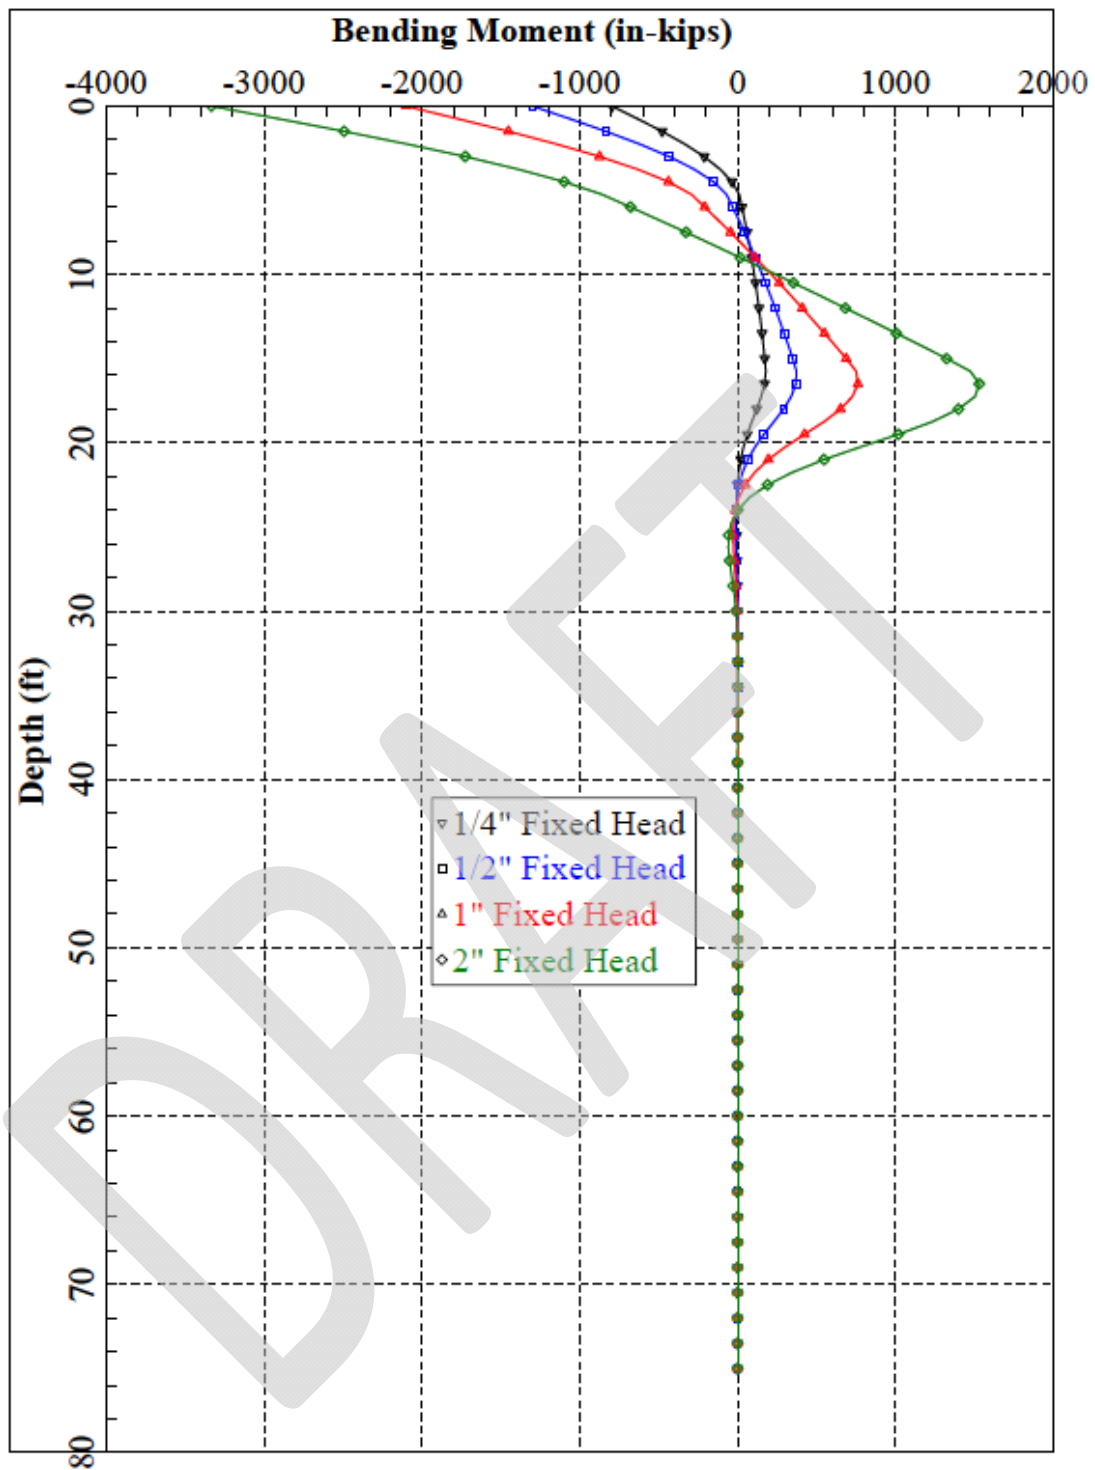 Bending Moment (in-kips)
-4000 -3000 -2000 -1000 0 1000 2000
0
10
20
30
40
50
60
70
80
Depth (ft)
1/4" Fixed Head
1/2" Fixed Head
1" Fixed Head
2" Fixed Head
DRAFT